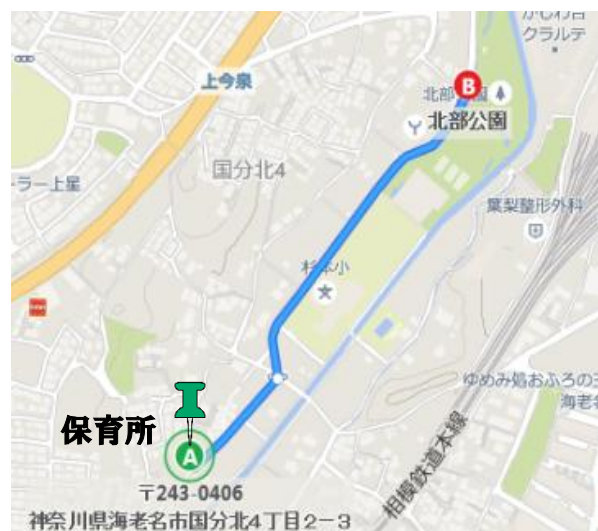 かしわ台
クラルテ
上今泉
B
北部公園
北部公園
国分北4
ーラー上星
葉梨整形外科
杉本小
文
ゆめみ処おふろの王
海老名
相模鉄道本線
保育所
A
〒243-0406
神奈川県海老名市国分北4丁目2-3